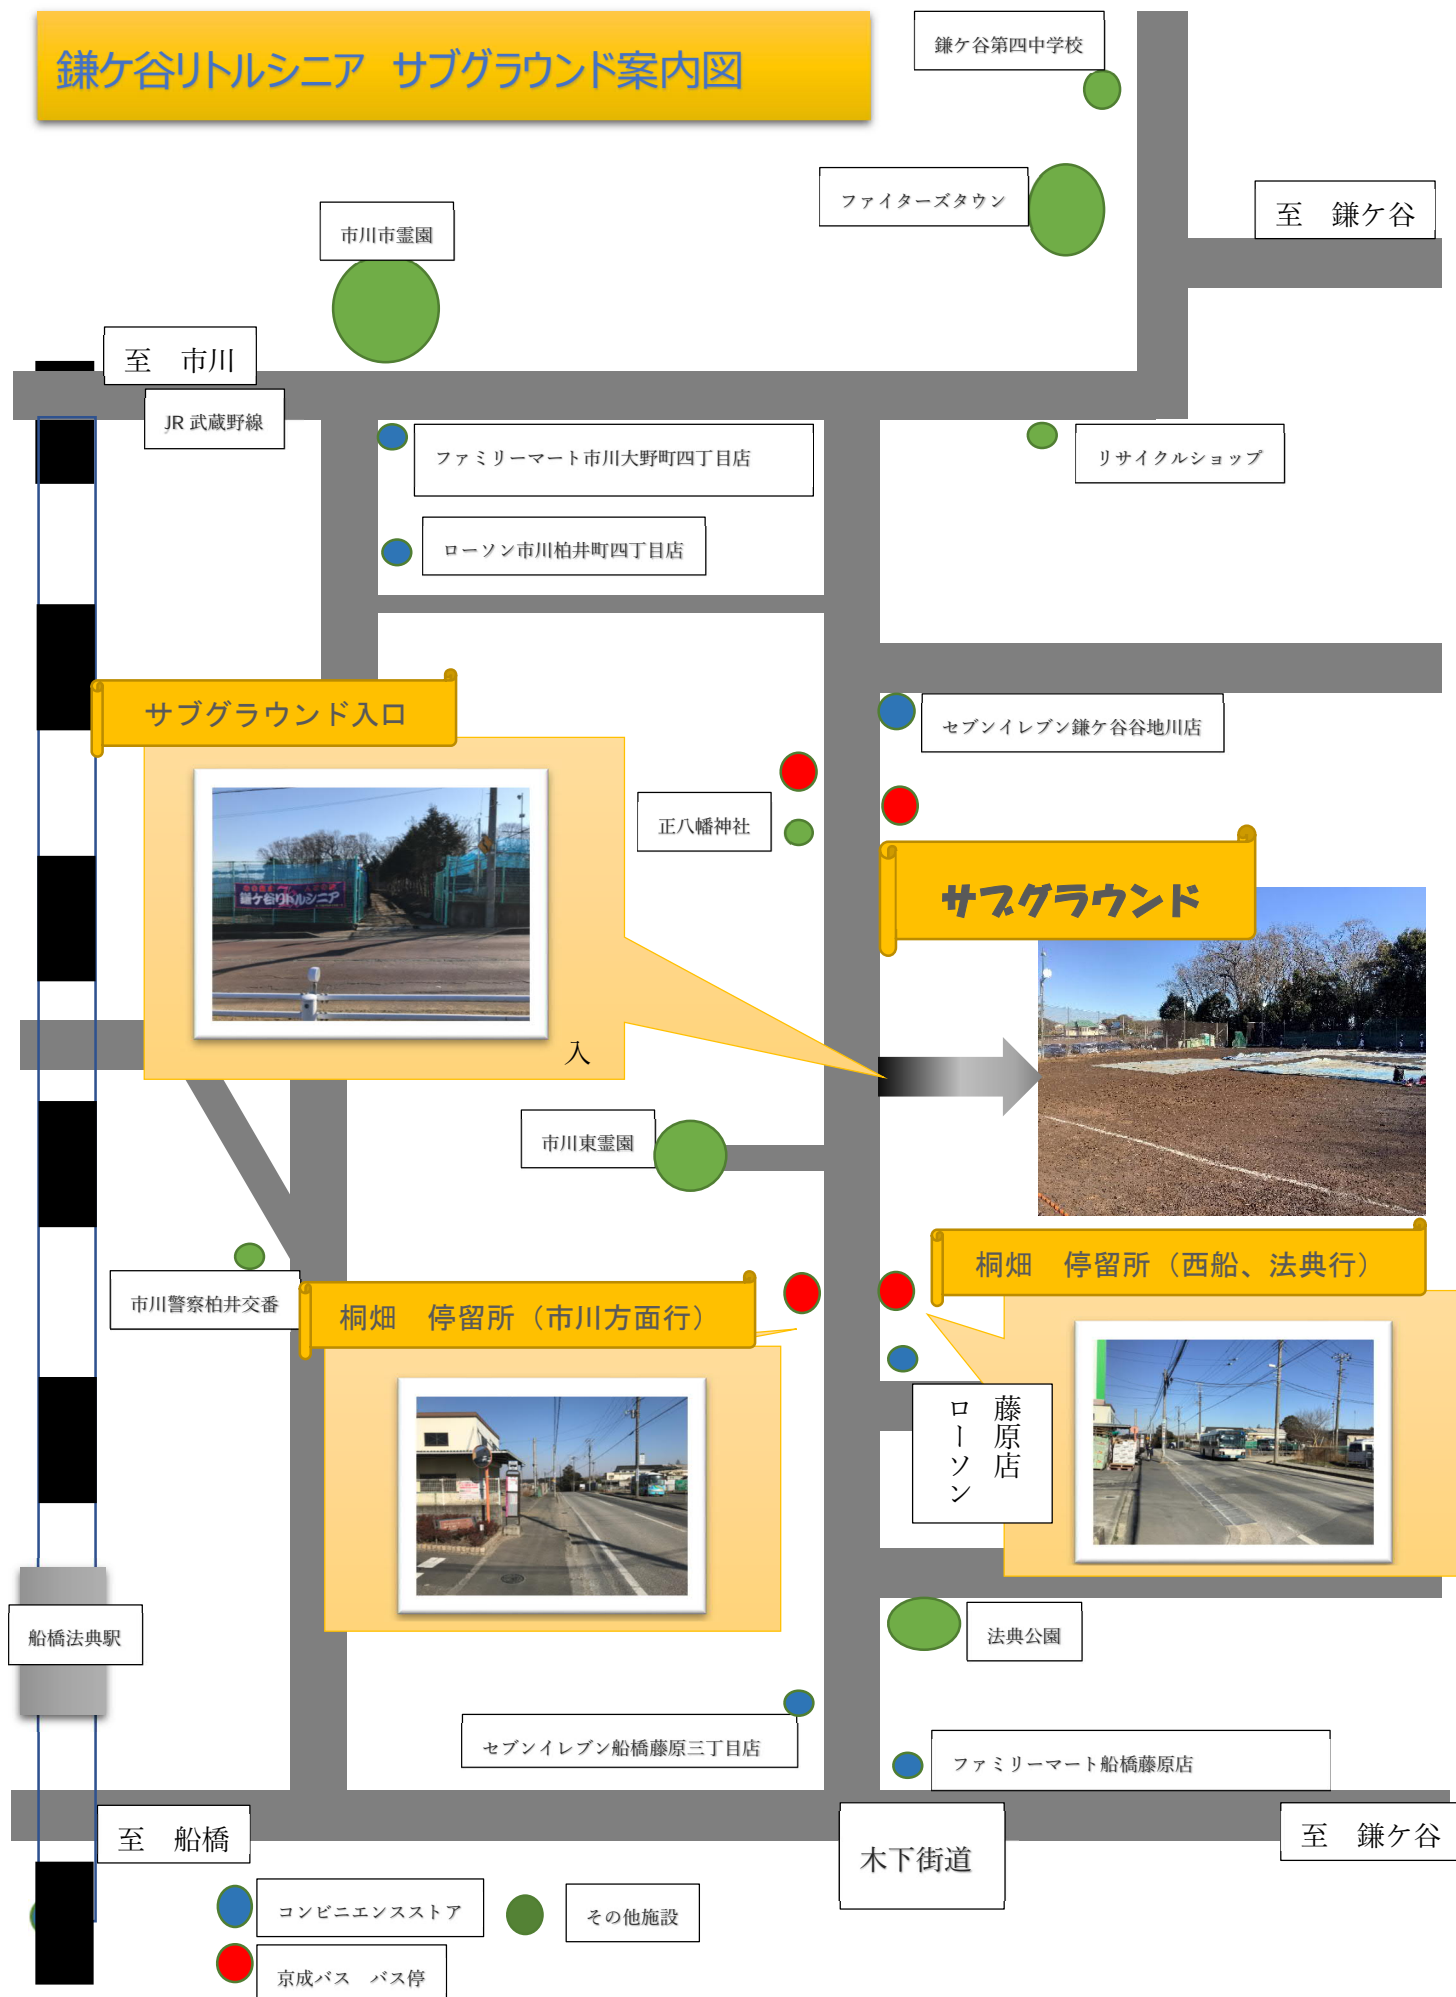 鎌ケ谷リトルシニア　サブグラウンド案内図
鎌ケ谷第四中学校
ファイターズタウン
至　鎌ケ谷
市川市霊園
至　市川
JR 武蔵野線
ファミリーマート市川大野町四丁目店
リサイクルショップ
ローソン市川柏井町四丁目店
サブグラウンド入口
セブンイレブン鎌ケ谷谷地川店
正八幡神社
鎌ケ谷リトルシニア
サブグラウンド
入
市川東霊園
市川警察柏井交番
桐畑　停留所（市川方面行）
桐畑　停留所（西船、法典行）
藤原店
ローソン
船橋法典駅
法典公園
セブンイレブン船橋藤原三丁目店
ファミリーマート船橋藤原店
至　船橋
木下街道
至　鎌ケ谷
コンビニエンスストア
その他施設
京成バス　バス停